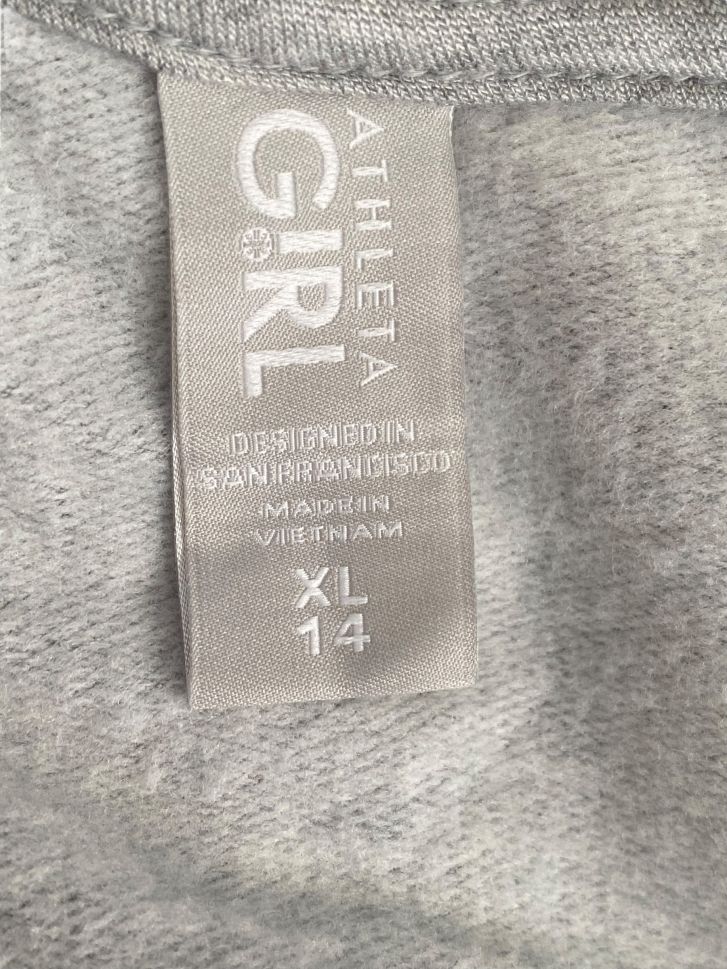 ATHLETA
GIRL
DESIGNED IN
SAN FRANCISCO
MADE IN
VIETNAM
XL
14